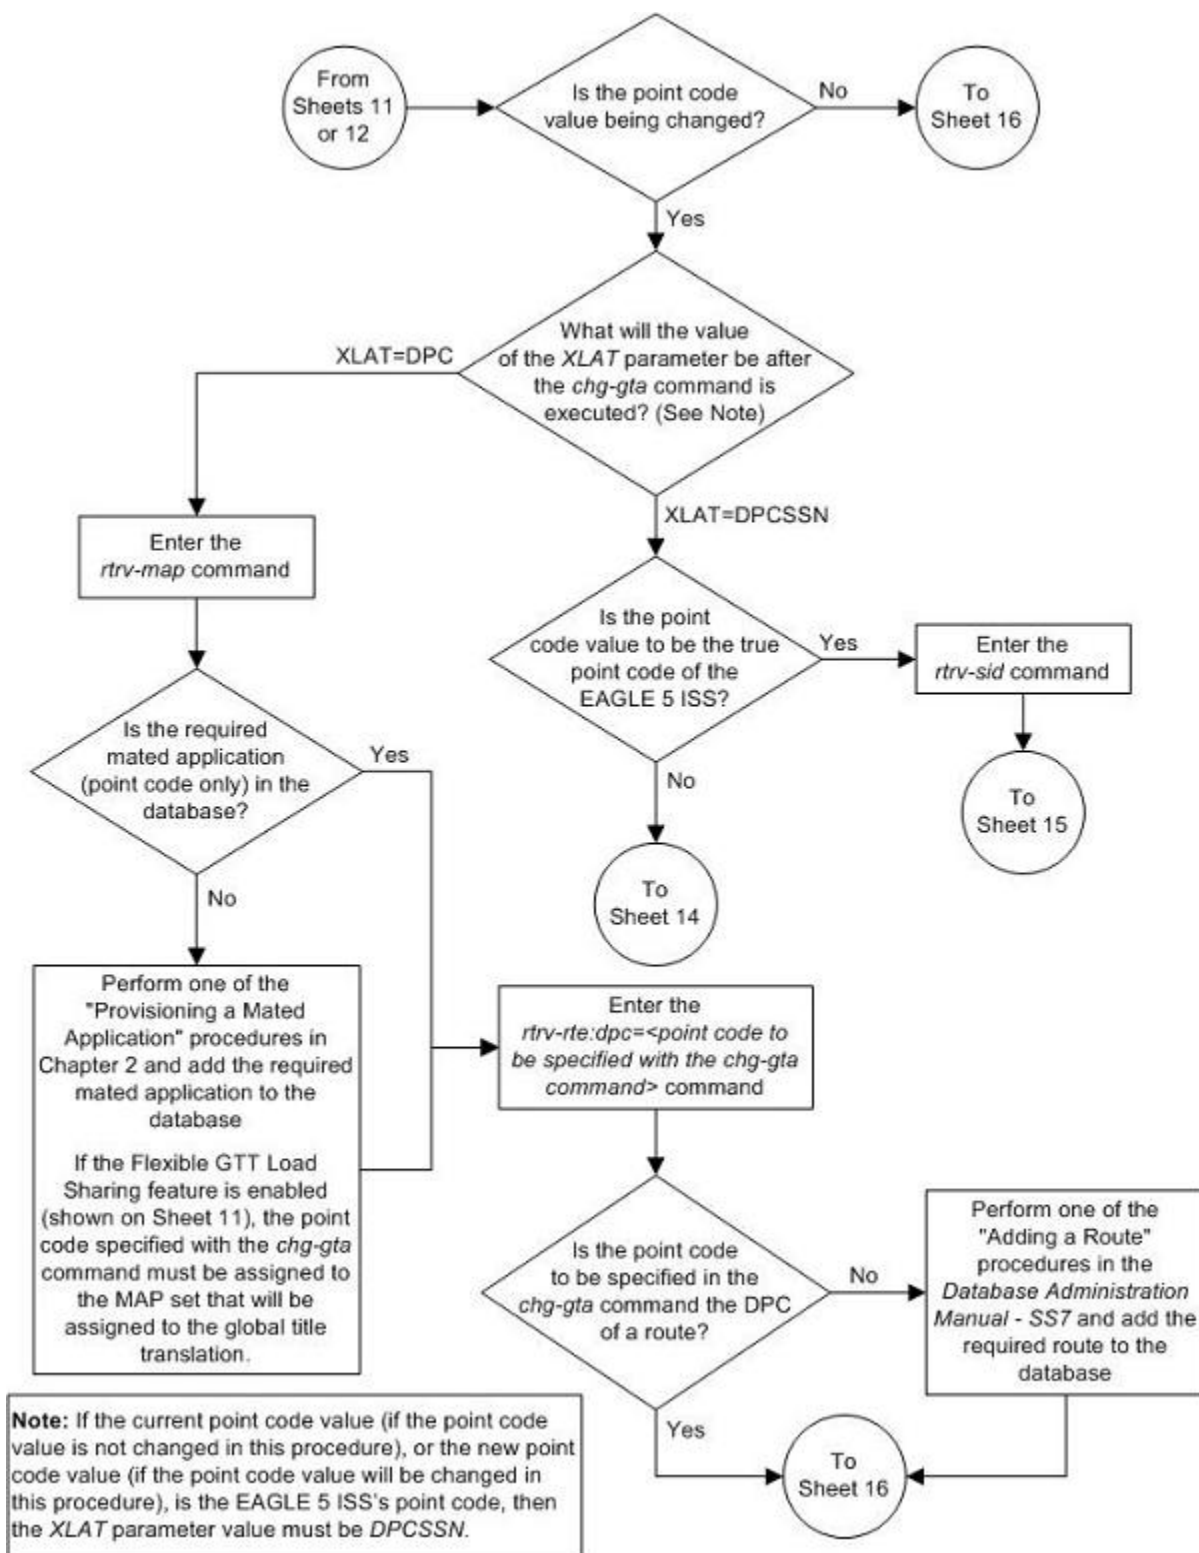 From
Sheets 11
or 12
Is the point code
value being changed?
No
To
Sheet 16
Yes
What will the value
of the XLAT parameter be after
the chg-gta command is
executed? (See Note)
XLAT=DPC
XLAT=DPCSSN
Enter the
rtrv-map command
Is the point
code value to be the true
point code of the
EAGLE 5 ISS?
Yes
Enter the
rtrv-sid command
To
Sheet 15
No
To
Sheet 14
Is the required
mated application
(point code only) in the
database?
Yes
No
Perform one of the
"Provisioning a Mated
Application" procedures in
Chapter 2 and add the required
mated application to the
database
If the Flexible GTT Load
Sharing feature is enabled
(shown on Sheet 11), the point
code specified with the chg-gta
command must be assigned to
the MAP set that will be
assigned to the global title
translation.
Enter the
rtrv-rte:dpc=<point code to
be specified with the chg-gta
command> command
Is the point code
to be specified in the
chg-gta command the DPC
of a route?
No
Perform one of the
"Adding a Route"
procedures in the
Database Administration
Manual - SS7 and add the
required route to the
database
Yes
To
Sheet 16
Note: If the current point code value (if the point code
value is not changed in this procedure), or the new point
code value (if the point code value will be changed in
this procedure), is the EAGLE 5 ISS's point code, then
the XLAT parameter value must be DPCSSN.